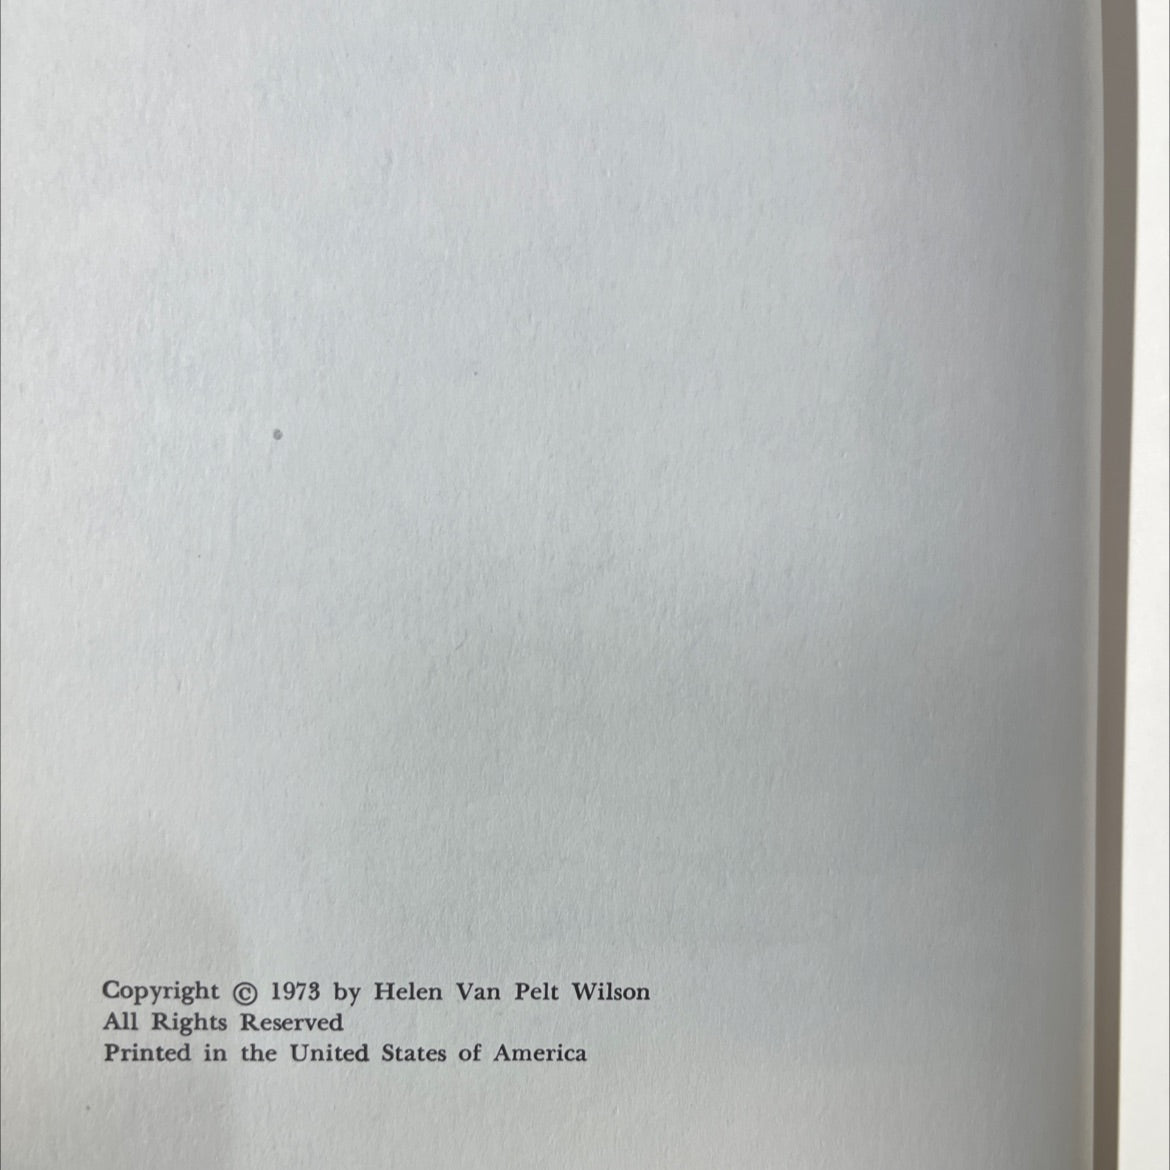 Copyright © 1973 by Helen Van Pelt Wilson
All Rights Reserved
Printed in the United States of America